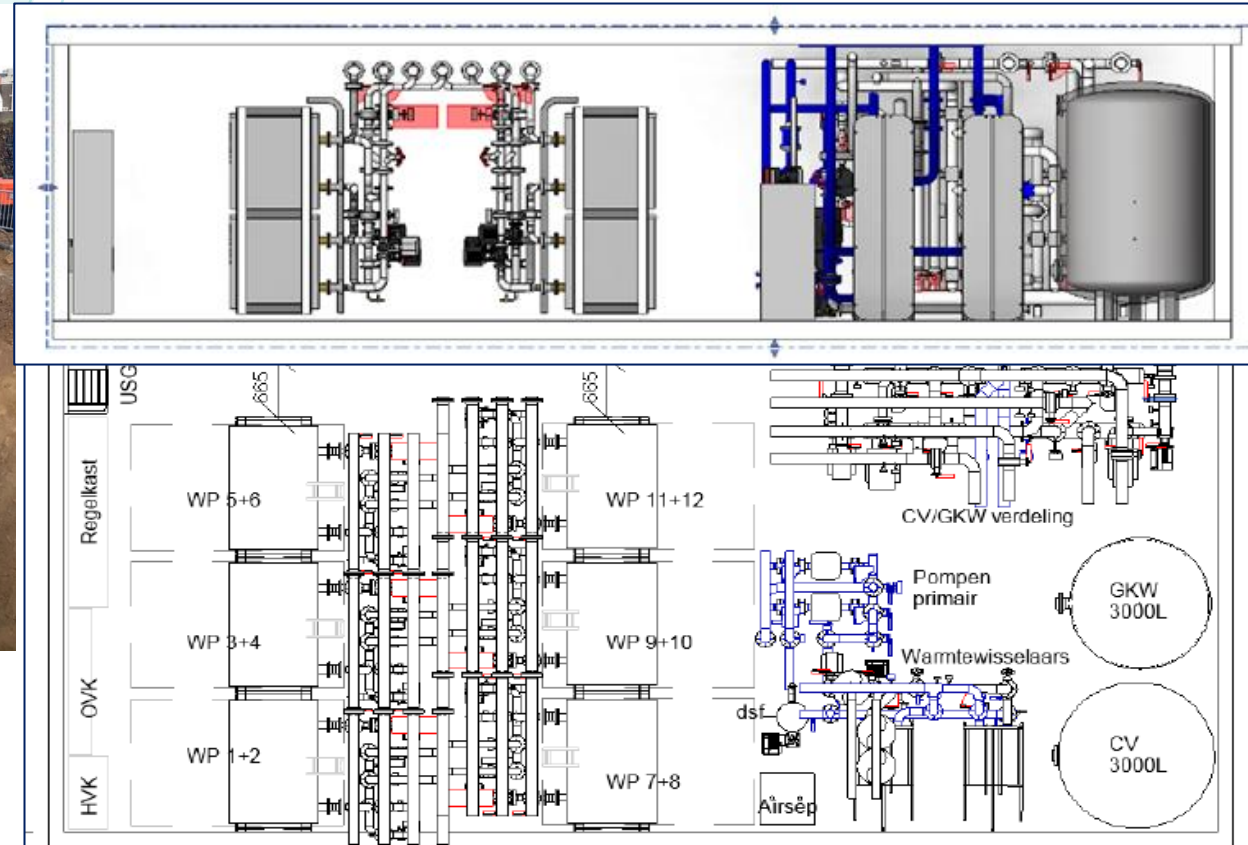 USG
665
665
Regelkast
WP 5+6
WP 11+12
CV/GKW verdeling
Pompen
primair
GKW
3000L
WP 3+4
WP 9+10
Warmtewisselaars
OVK
dsf
WP 1+2
WP 7+8
CV
3000L
HVK
Airsep